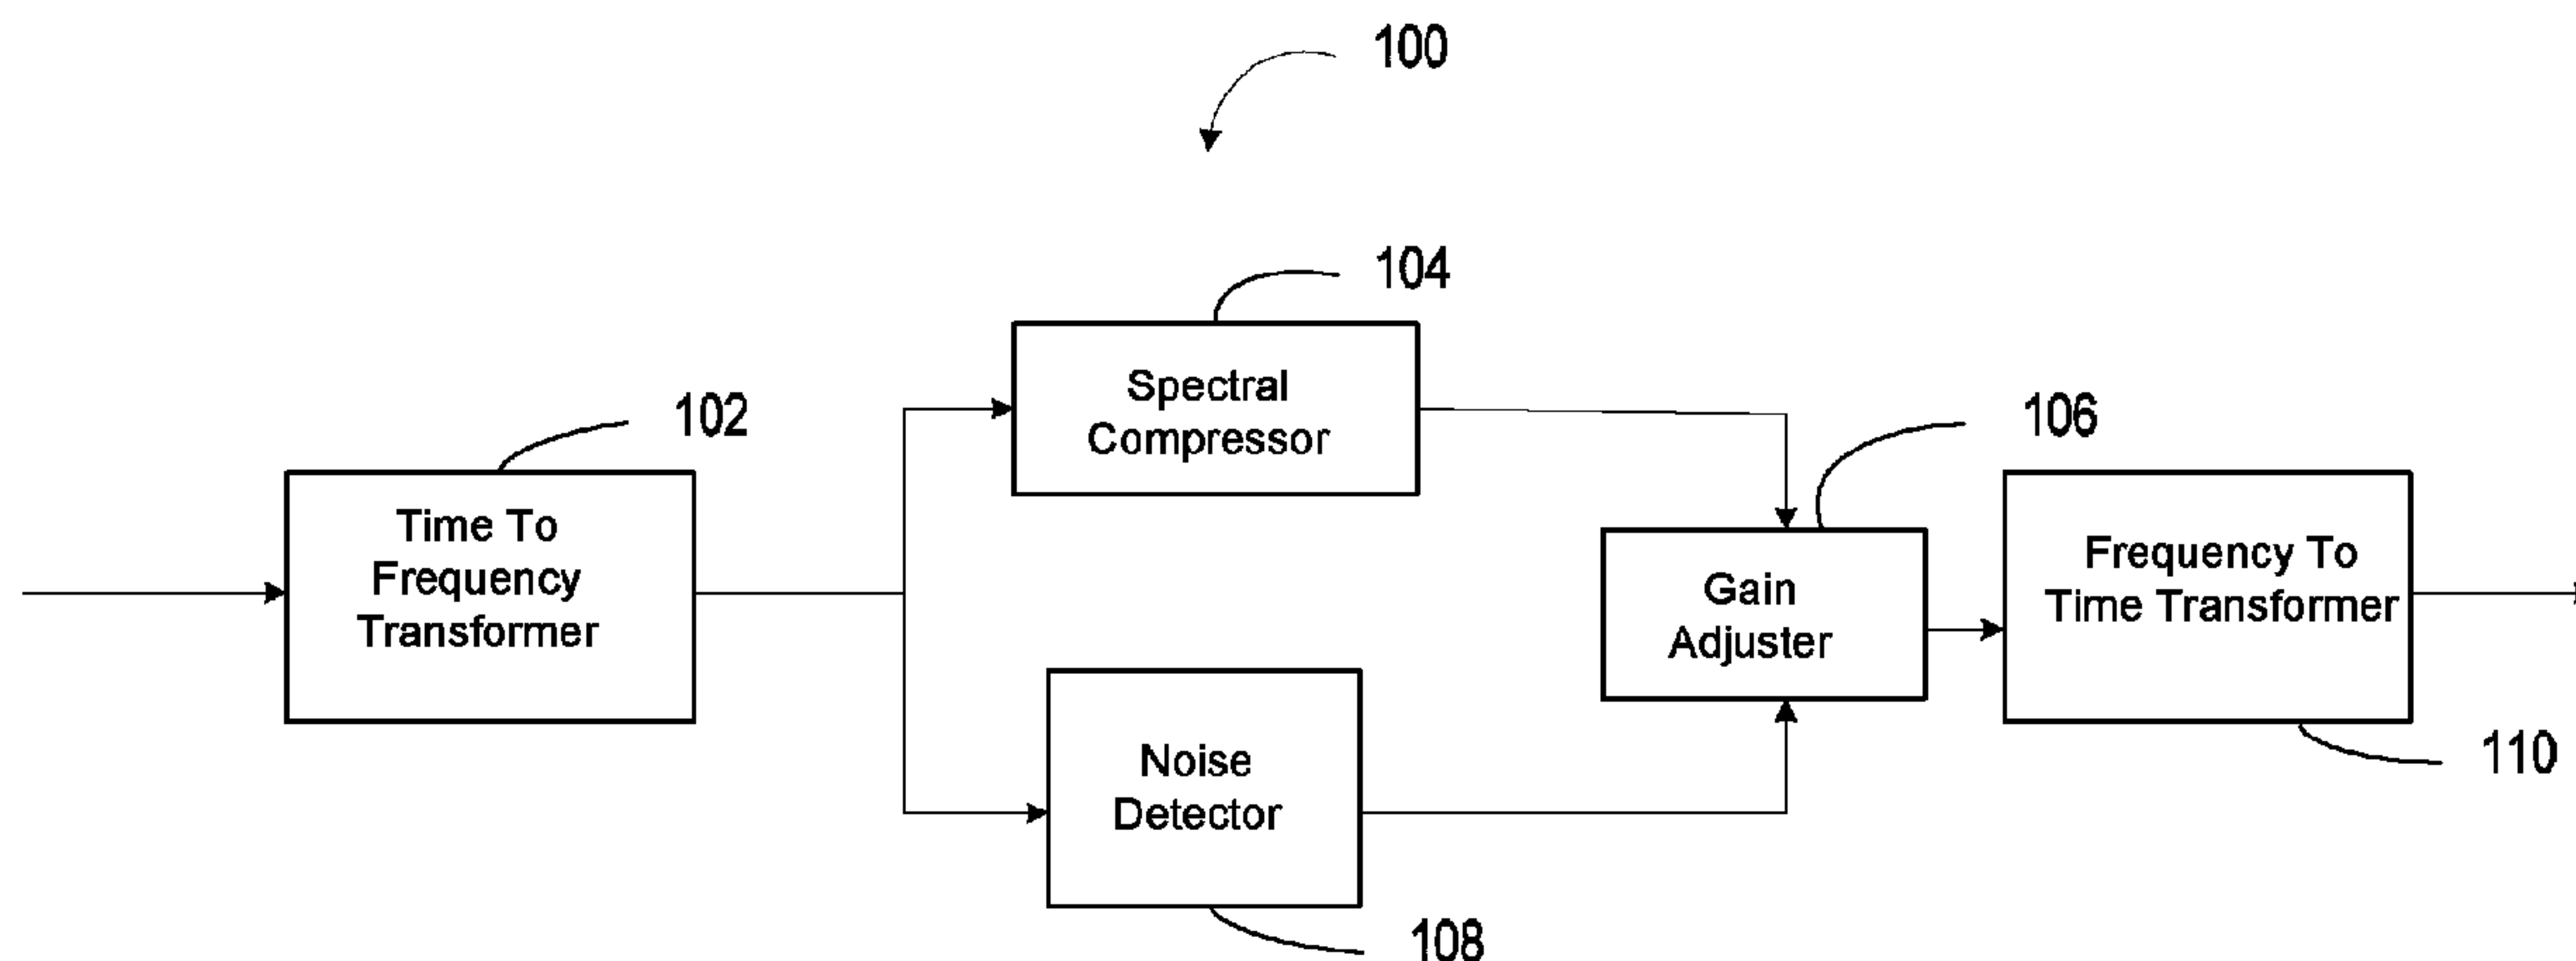 100
104
Spectral
Compressor
102
Time To
Frequency
Transformer
106
Gain
Adjuster
Frequency To
Time Transformer
110
Noise
Detector
108